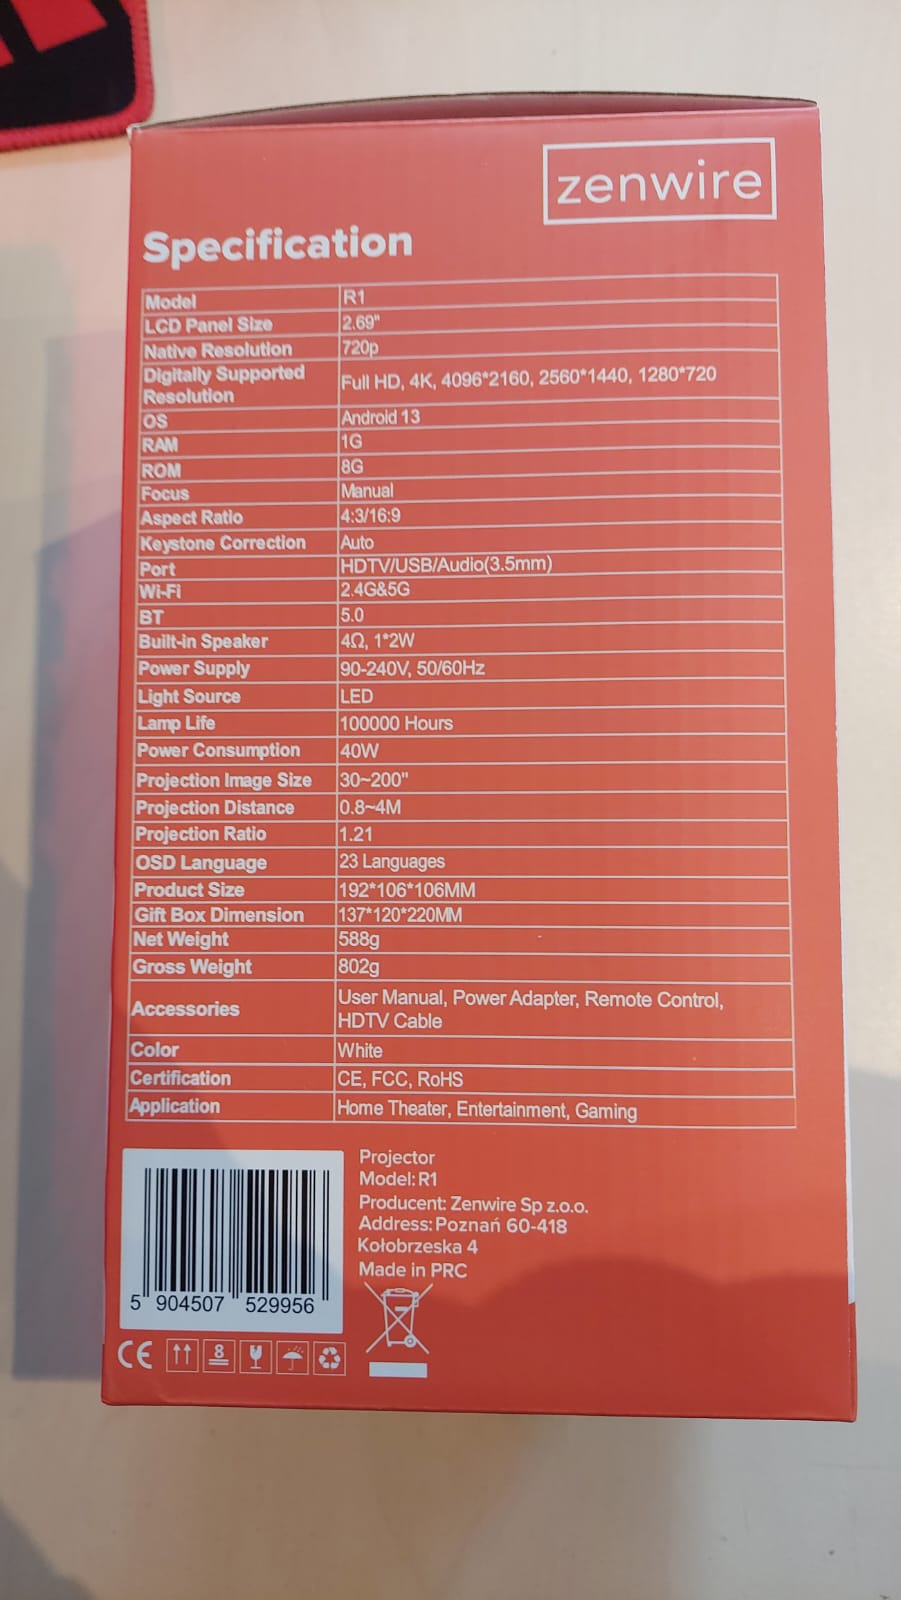 zenwire
Specification
Model R1
LCD Panel Size 2.69"
Native Resolution 720p
Digitally Supported
Resolution Full HD, 4K, 4096*2160, 2560*1440, 1280*720
OS Android 13
RAM 1G
ROM 8G
Focus Manual
Aspect Ratio 4:3/16:9
Keystone Correction Auto
Port HDTV/USB/Audio(3.5mm)
Wi-Fi 2.4G&5G
BT 5.0
Built-in Speaker 4Ω, 1*2W
Power Supply 90-240V, 50/60Hz
Light Source LED
Lamp Life 100000 Hours
Power Consumption 40W
Projection Image Size 30~200"
Projection Distance 0.8~4M
Projection Ratio 1.21
OSD Language 23 Languages
Product Size 192*106*106MM
Gift Box Dimension 137*120*220MM
Net Weight 588g
Gross Weight 802g
Accessories User Manual, Power Adapter, Remote Control,
HDTV Cable
Color White
Certification CE, FCC, RoHS
Application Home Theater, Entertainment, Gaming
Projector
Model: R1
Producent: Zenwire Sp z.o.o.
Address: Poznań 60-418
Kołobrzeska 4
Made in PRC
5 904507 529956
CE 8